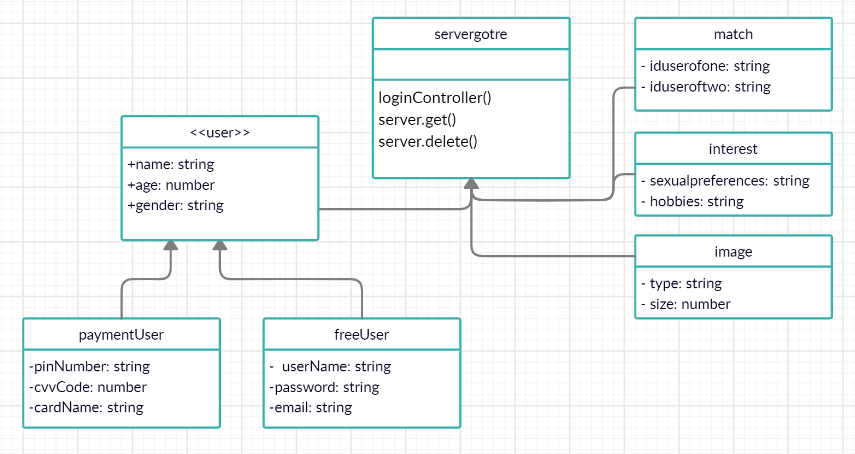 servergotre
loginController()
server.get()
server.delete()
match
- iduserofone: string
- iduseroftwo: string
<<user>>
+name: string
+age: number
+gender: string
interest
- sexualpreferences: string
- hobbies: string
image
- type: string
- size: number
paymentUser
-pinNumber: string
-cvvCode: number
-cardName: string
freeUser
- userName: string
-password: string
-email: string